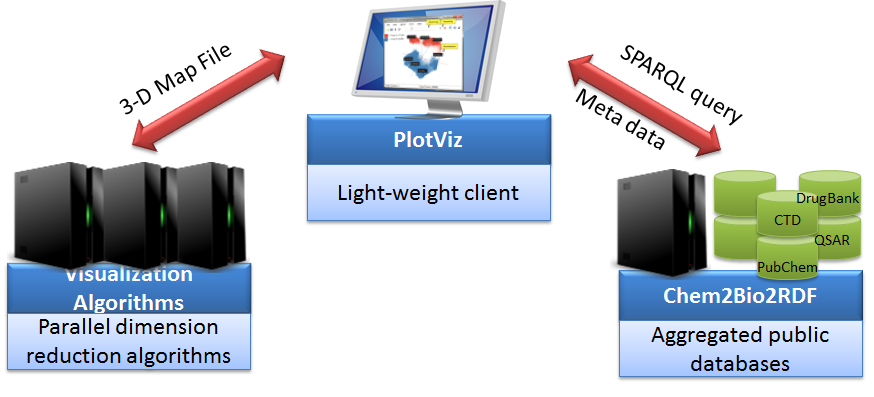 3-D Map File
SPARQL query
Meta data
PlotViz
Light-weight client
DrugBank
CTD
QSAR
PubChem
Visualization
Algorithms
Parallel dimension
reduction algorithms
Chem2Bio2RDF
Aggregated public
databases